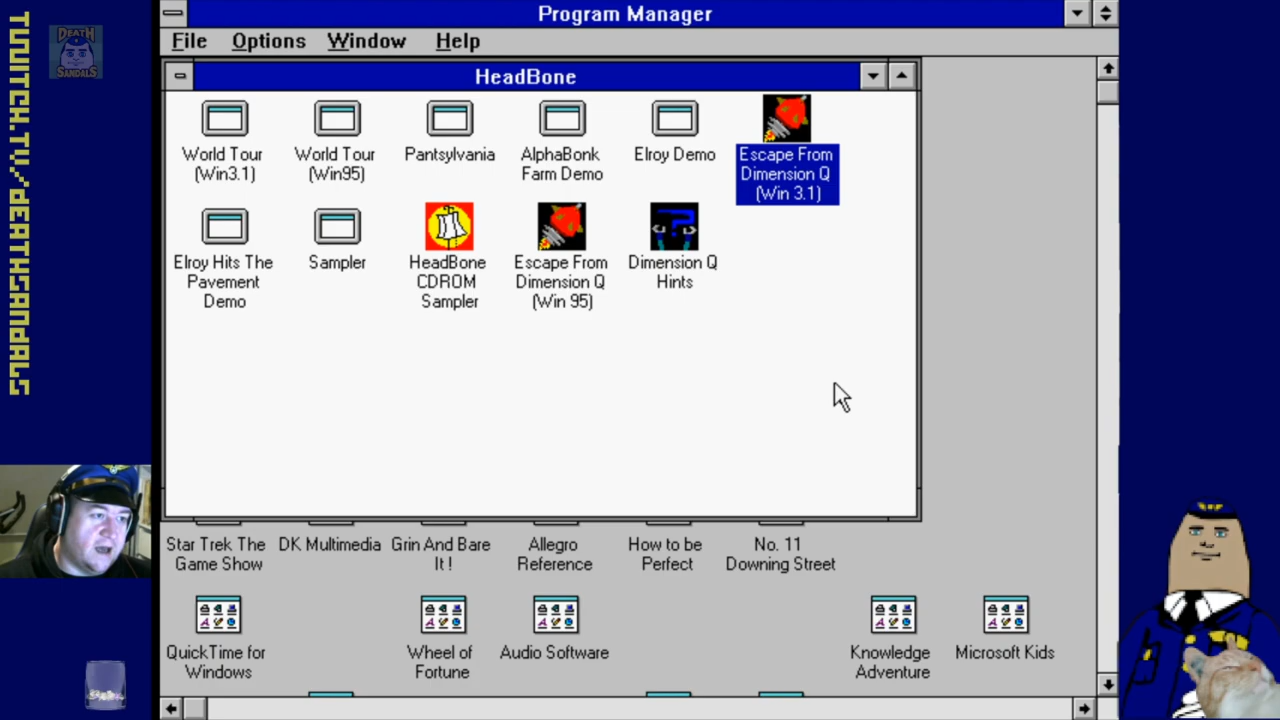 TWITCH.TV/DEATHSANDALS
DEATH
SANDALS
Program Manager
File Options Window Help
HeadBone
World Tour
(Win3.1)
World Tour
(Win95)
Pantsylvania
AlphaBonk
Farm Demo
Elroy Demo
Escape From
Dimension Q
(Win 3.1)
Elroy Hits The
Pavement
Demo
Sampler
HeadBone
CDROM
Sampler
Escape From
Dimension Q
(Win 95)
Dimension Q
Hints
Star Trek The
Game Show
DK Multimedia
Grin And Bare
It !
Allegro
Reference
How to be
Perfect
No. 11
Downing Street
QuickTime for
Windows
Wheel of
Fortune
Audio Software
Knowledge
Adventure
Microsoft Kids